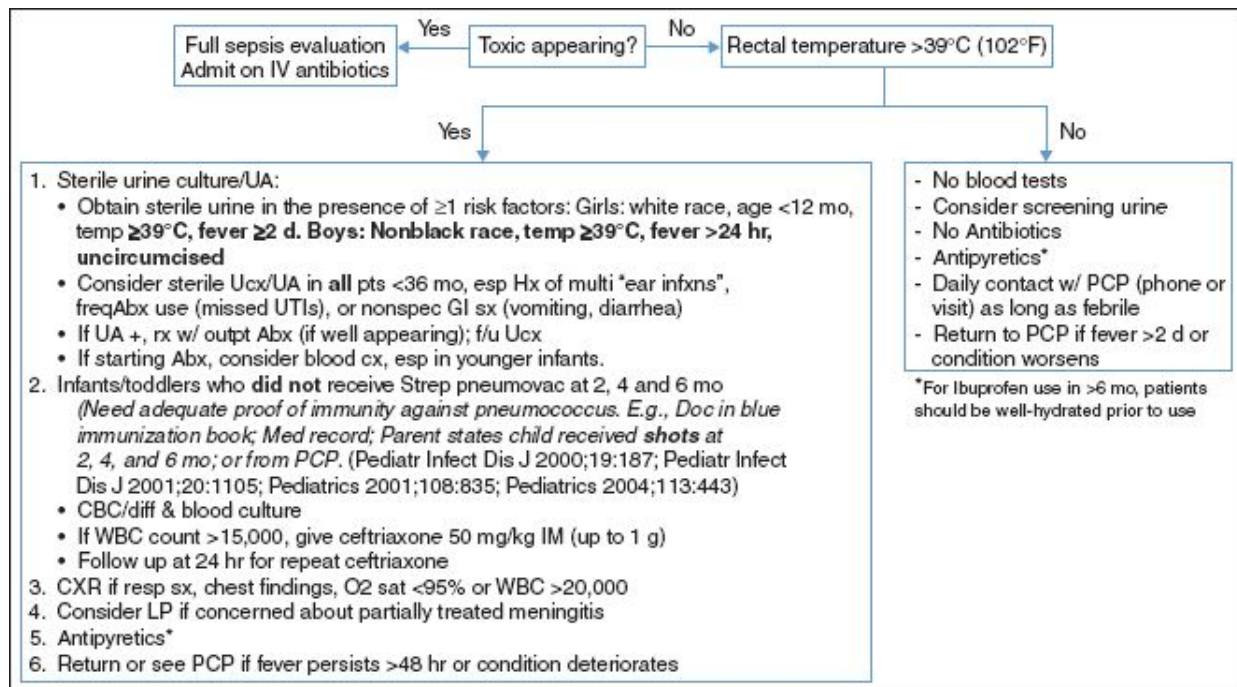 Yes
No
Full sepsis evaluation
Admit on IV antibiotics
Toxic appearing?
Rectal temperature >39°C (102°F)
Yes
No
1. Sterile urine culture/UA:
• Obtain sterile urine in the presence of ≥1 risk factors: Girls: white race, age <12 mo,
temp ≥39°C, fever ≥2 d. Boys: Nonblack race, temp ≥39°C, fever >24 hr,
uncircumcised
• Consider sterile Ucx/UA in all pts <36 mo, esp Hx of multi “ear infxns”,
freqAbx use (missed UTIs), or nonspec GI sx (vomiting, diarrhea)
• If UA +, rx w/ outpt Abx (if well appearing); f/u Ucx
• If starting Abx, consider blood cx, esp in younger infants.
2. Infants/toddlers who did not receive Strep pneumovac at 2, 4 and 6 mo
(Need adequate proof of immunity against pneumococcus. E.g., Doc in blue
immunization book; Med record; Parent states child received shots at
2, 4, and 6 mo; or from PCP. (Pediatr Infect Dis J 2000;19:187; Pediatr Infect
Dis J 2001;20:1105; Pediatrics 2001;108:835; Pediatrics 2004;113:443)
• CBC/diff & blood culture
• If WBC count >15,000, give ceftriaxone 50 mg/kg IM (up to 1 g)
• Follow up at 24 hr for repeat ceftriaxone
3. CXR if resp sx, chest findings, O2 sat <95% or WBC >20,000
4. Consider LP if concerned about partially treated meningitis
5. Antipyretics*
6. Return or see PCP if fever persists >48 hr or condition deteriorates
- No blood tests
- Consider screening urine
- No Antibiotics
- Antipyretics*
- Daily contact w/ PCP (phone or
visit) as long as febrile
- Return to PCP if fever >2 d or
condition worsens
*For Ibuprofen use in >6 mo, patients
should be well-hydrated prior to use